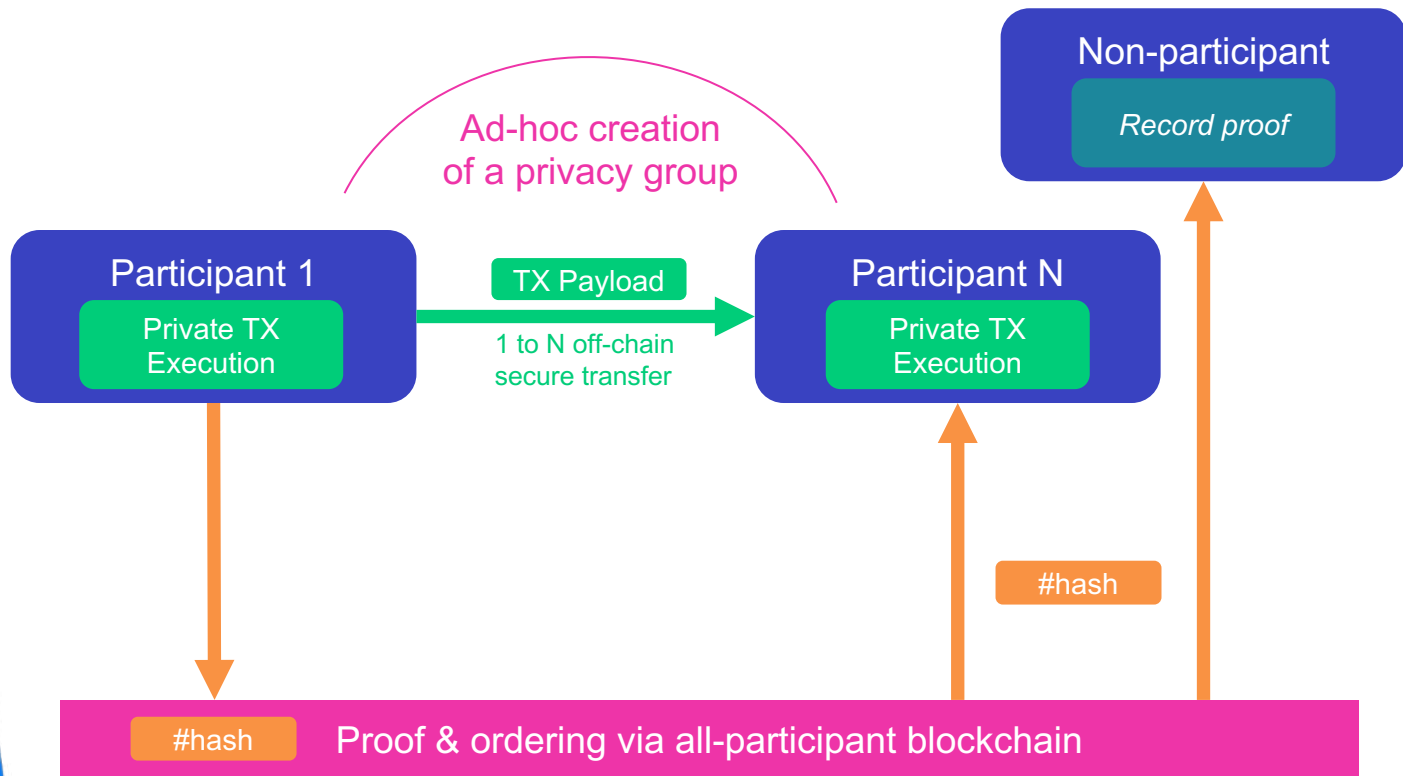 Non-participant
Record proof
Ad-hoc creation
of a privacy group
Participant 1
Private TX
Execution
TX Payload
1 to N off-chain
secure transfer
Participant N
Private TX
Execution
#hash
#hash
Proof & ordering via all-participant blockchain